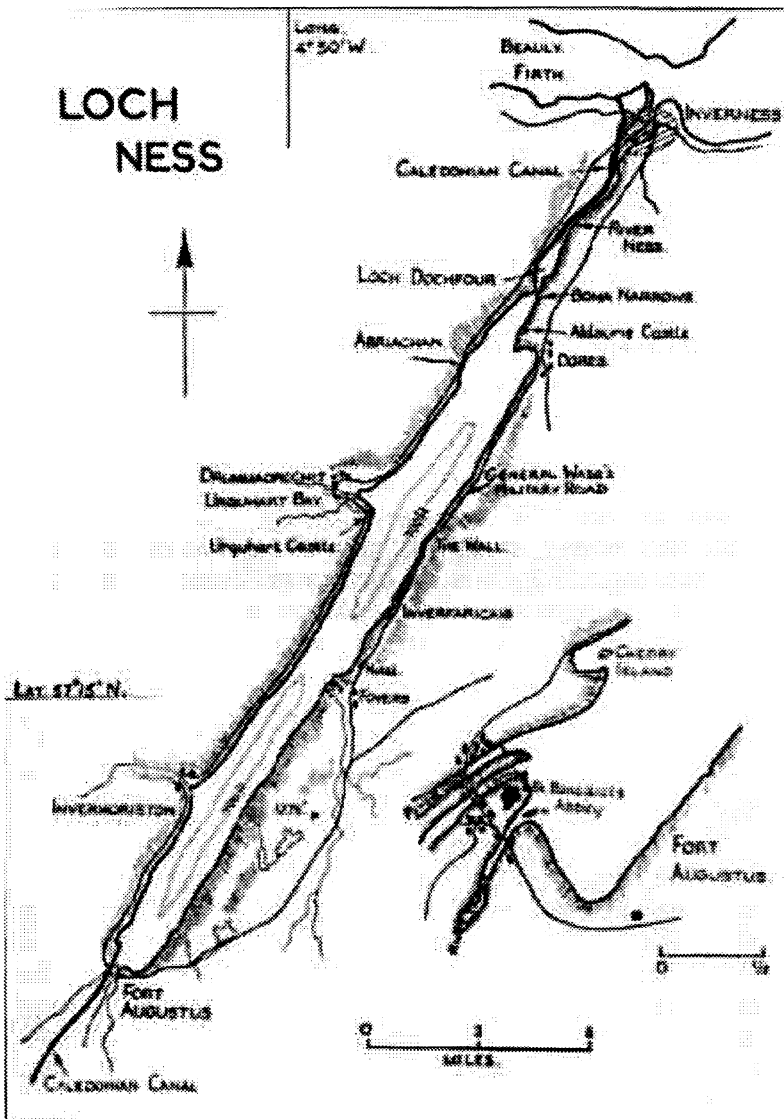 LONG.
4°30'W.
BEAULY
FIRTH
LOCH
NESS
INVERNESS
CALEDONIAN CANAL
RIVER
NESS.
LOCH DOCHFOUR
BONA NARROWS.
ALDOURIE CASTLE
ABRIACHAN.
DORES.
DRUMNADROCHIT
URQUHART BAY.
GENERAL WADE'S
MILITARY ROAD
URQUHART CASTLE.
THE WALL.
INVERFARIGAIG
CHERRY
ISLAND
LAT. 57°15'N.
FOYERS
INVERMORISTON
ST. BENEDICT'S
ABBEY
FORT
AUGUSTUS
FORT
AUGUSTUS
0
MILES.
CALEDONIAN CANAL